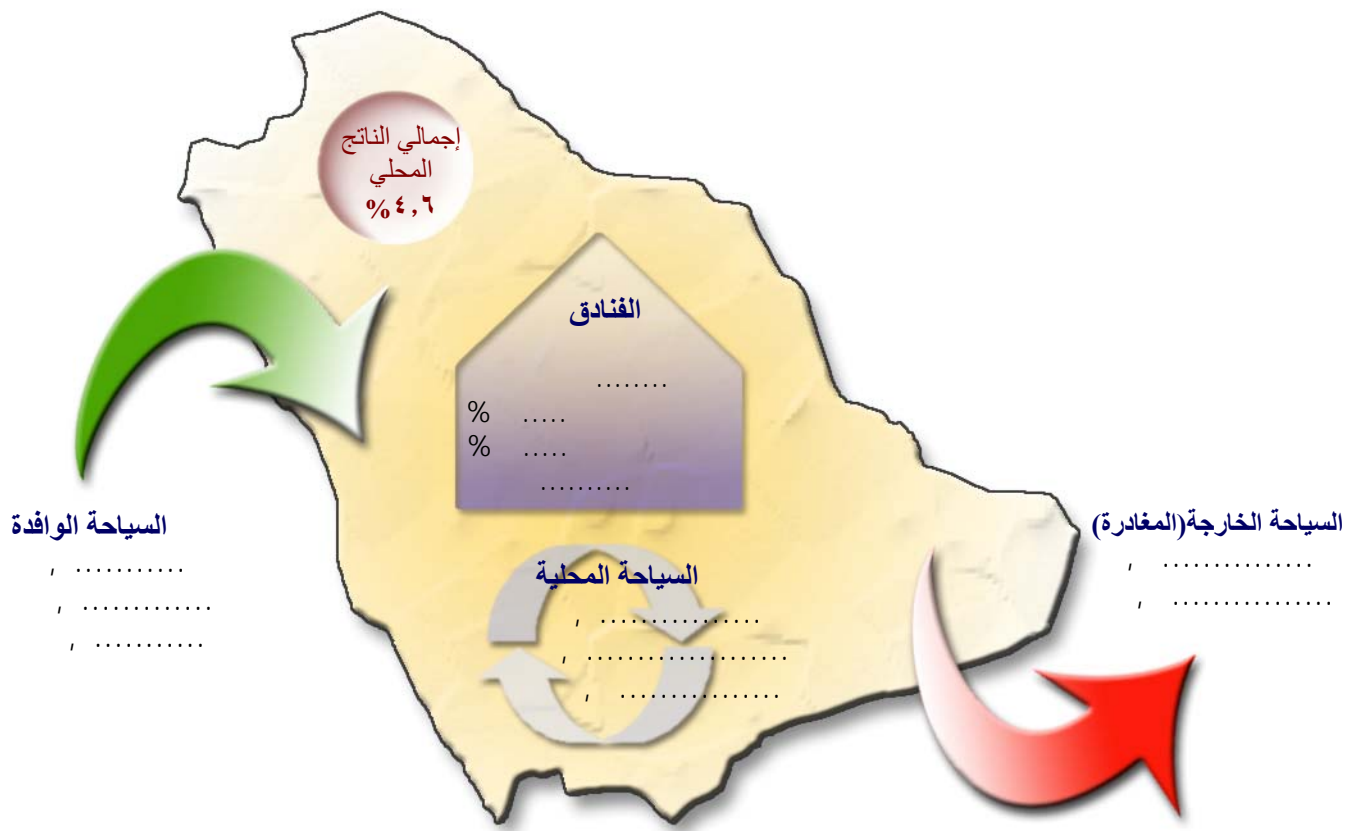 إجمالي الناتج
المحلي
%٤,٦
الفنادق
........
% .....
% .....
..........
السياحة الوافدة
, ...........
, .............
, ...........
السياحة المحلية
, ................
, ....................
, ................
السياحة الخارجة(المغادرة)
, ...............
, ................